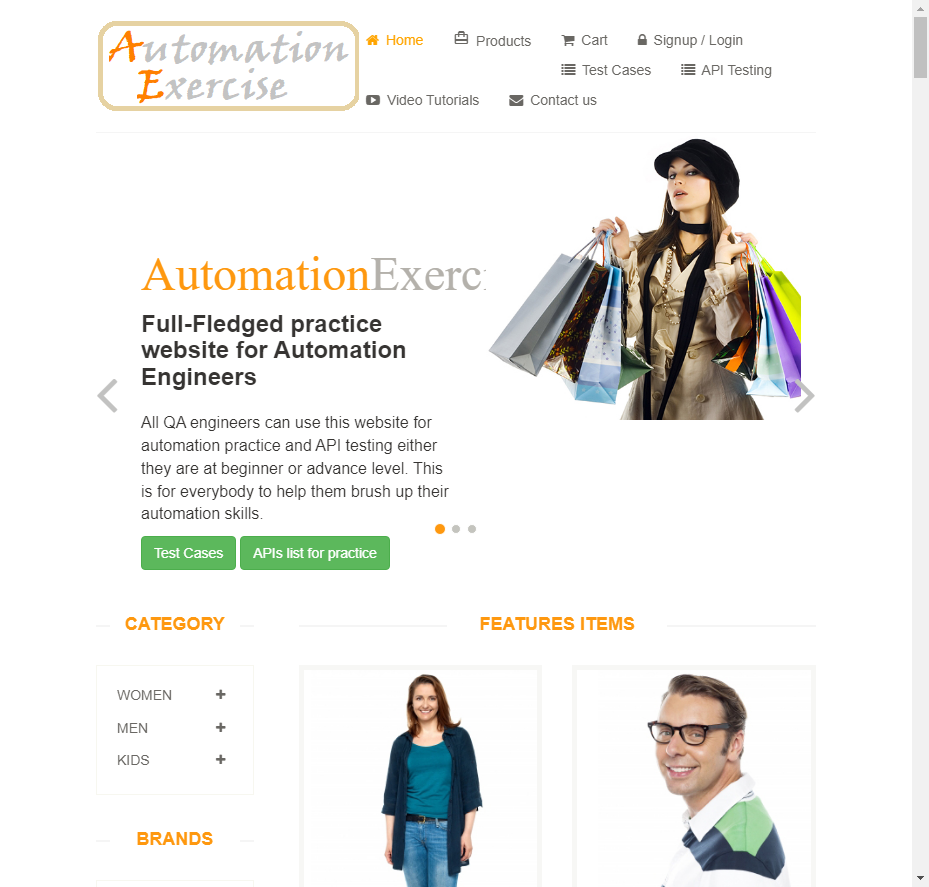 Automation
Exercise
Home Products Cart Signup / Login
Test Cases API Testing
Video Tutorials Contact us
AutomationExerc
Full-Fledged practice
website for Automation
Engineers
All QA engineers can use this website for
automation practice and API testing either
they are at beginner or advance level. This
is for everybody to help them brush up their
automation skills.
Test Cases APIs list for practice
CATEGORY
WOMEN
MEN
KIDS
BRANDS
FEATURES ITEMS